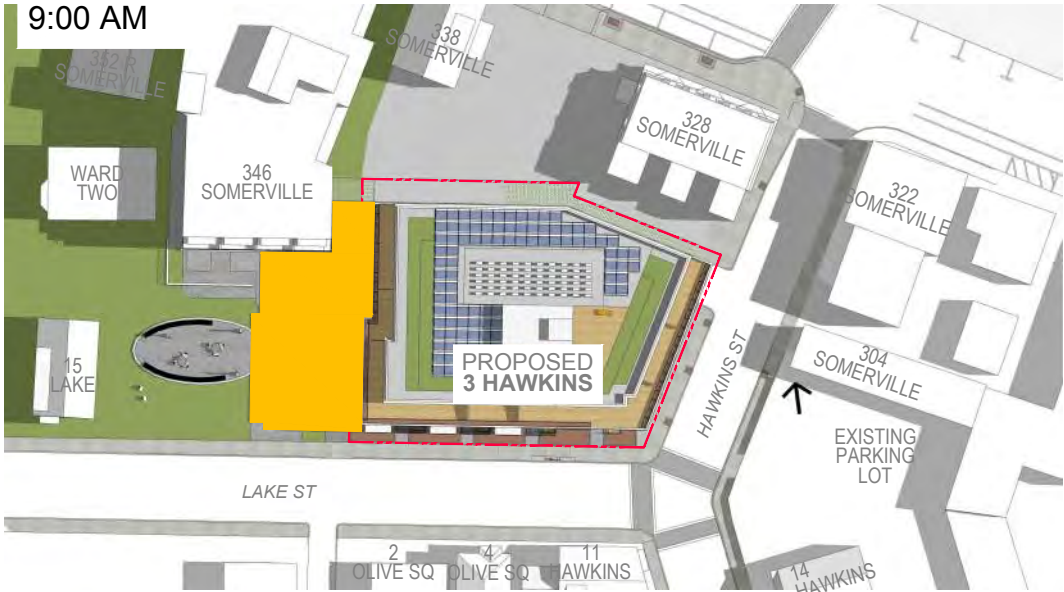 9:00 AM
352 R
SOMERVILLE
338
SOMERVILLE
328
SOMERVILLE
WARD
TWO
346
SOMERVILLE
322
SOMERVILLE
PROPOSED
3 HAWKINS
15
LAKE
HAWKINS ST
304
SOMERVILLE
EXISTING
PARKING
LOT
LAKE ST
2
OLIVE SQ
4
OLIVE SQ
11
HAWKINS
14
HAWKINS